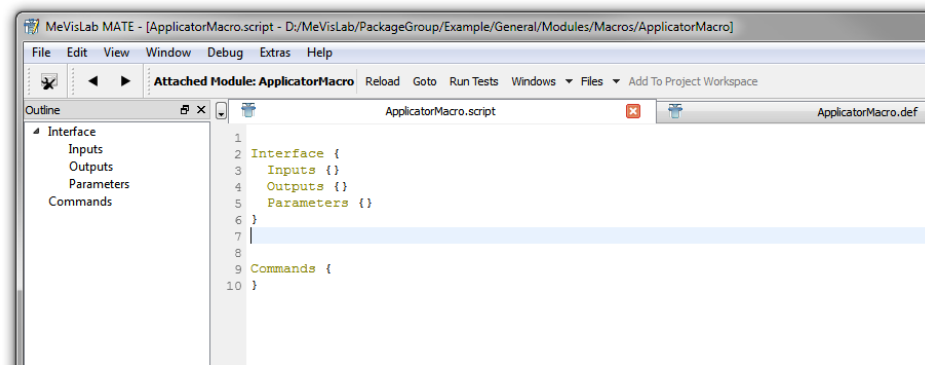 MeVisLab MATE - [ApplicatorMacro.script - D:/MeVisLab/PackageGroup/Example/General/Modules/Macros/ApplicatorMacro]
File Edit View Window Debug Extras Help
Attached Module: ApplicatorMacro Reload Goto Run Tests Windows Files Add To Project Workspace
Outline
ApplicatorMacro.script
ApplicatorMacro.def
Interface
Inputs
Outputs
Parameters
Commands
1
2 Interface {
3 Inputs {}
4 Outputs {}
5 Parameters {}
6 }
7
8
9 Commands {
10 }